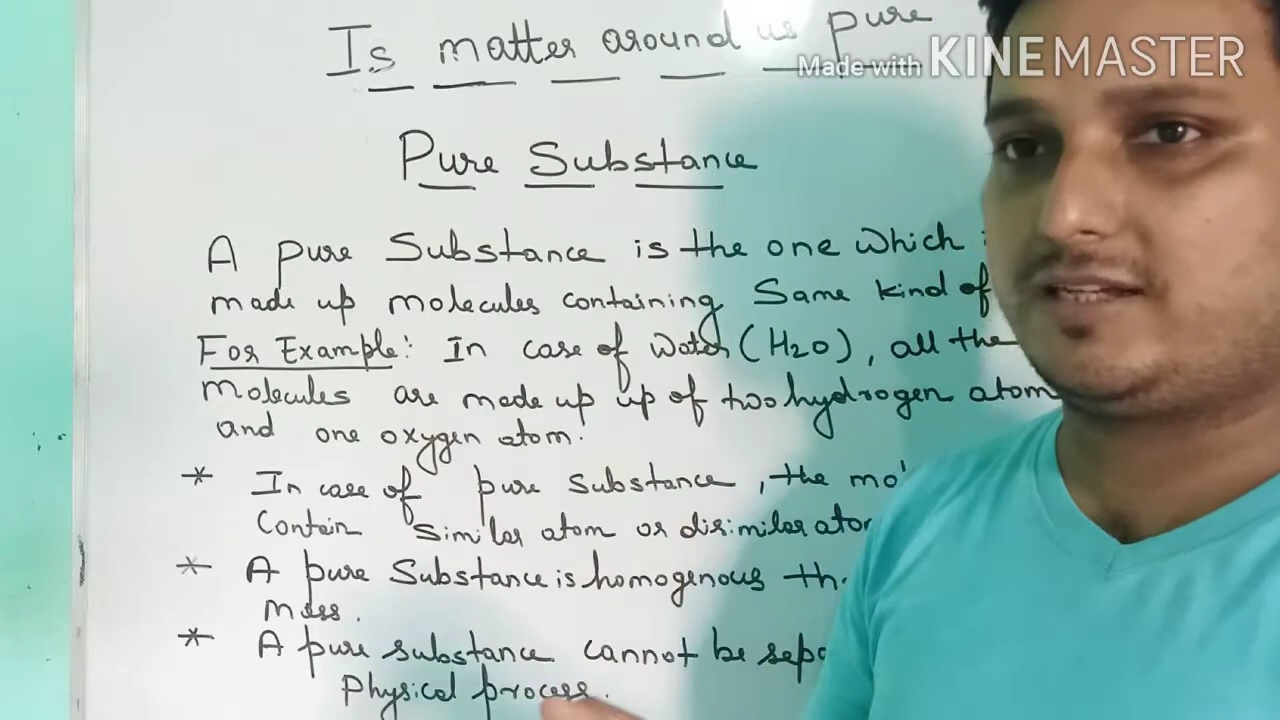 Is matter around us pure
Made with KINEMASTER
Pure Substance
A pure Substance is the one which
made up molecules containing Same kind of
For Example: In case of water (H2O), all the
molecules are made up up of two hydrogen atom
and one oxygen atom.
* In case of pure substance, the
Contain Similar atom or
* A pure Substance is homogenous
mass.
* A pure substance cannot be
Physical process.